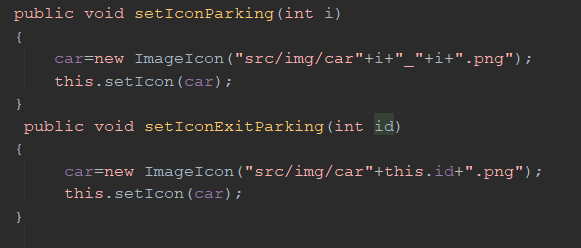 public void setIconParking(int i)
{
car=new ImageIcon("src/img/car"+i+"_"+i+".png");
this.setIcon(car);
}
public void setIconExitParking(int id)
{
car=new ImageIcon("src/img/car"+this.id+".png");
this.setIcon(car);
}